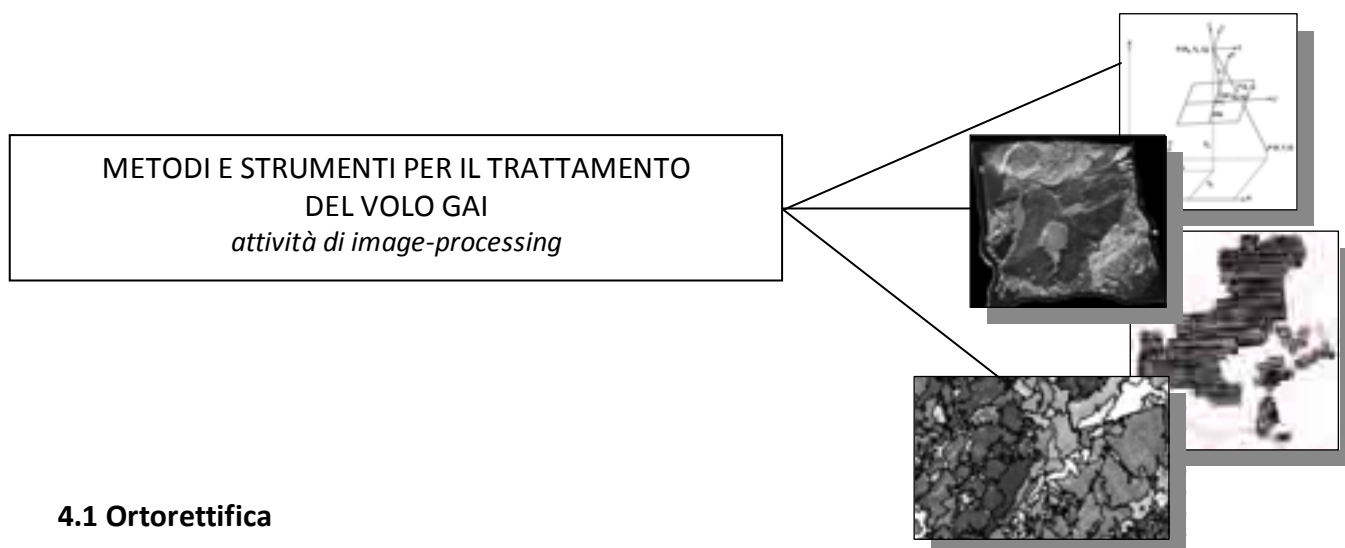 METODI E STRUMENTI PER IL TRATTAMENTO
DEL VOLO GAI
attività di image-processing
4.1 Ortorettifica